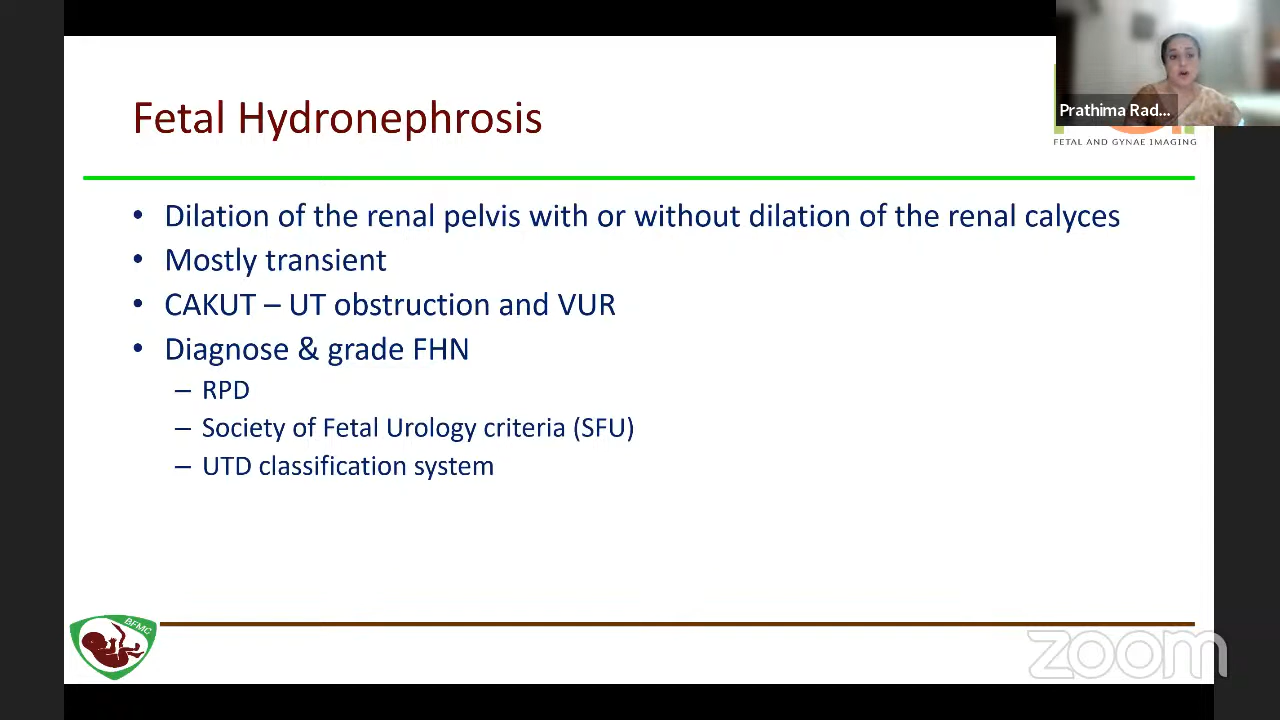 Fetal Hydronephrosis
Prathima Rad...
FETAL AND GYNAE IMAGING
• Dilation of the renal pelvis with or without dilation of the renal calyces
• Mostly transient
• CAKUT – UT obstruction and VUR
• Diagnose & grade FHN
– RPD
– Society of Fetal Urology criteria (SFU)
– UTD classification system
BFMC
zoom